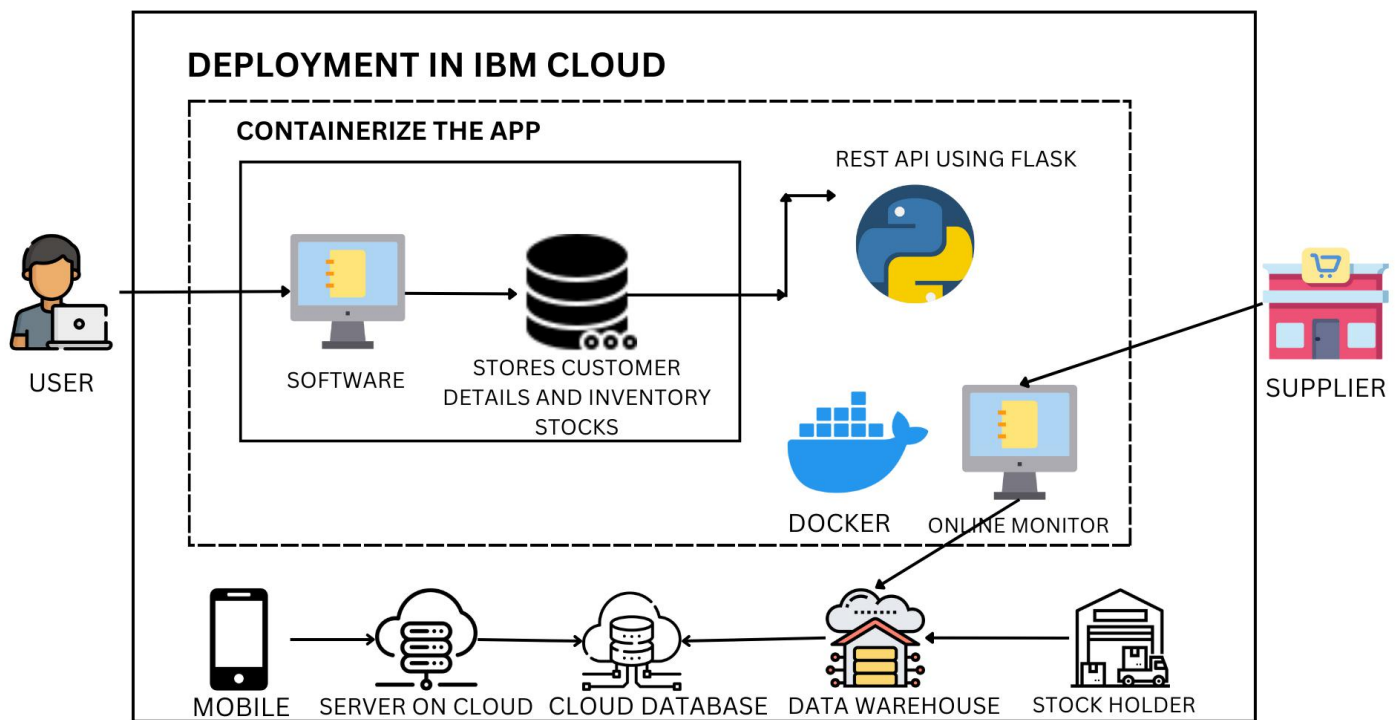 DEPLOYMENT IN IBM CLOUD
CONTAINERIZE THE APP
REST API USING FLASK
USER
SOFTWARE
STORES CUSTOMER
DETAILS AND INVENTORY
STOCKS
SUPPLIER
DOCKER
ONLINE MONITOR
MOBILE
SERVER ON CLOUD
CLOUD DATABASE
DATA WAREHOUSE
STOCK HOLDER